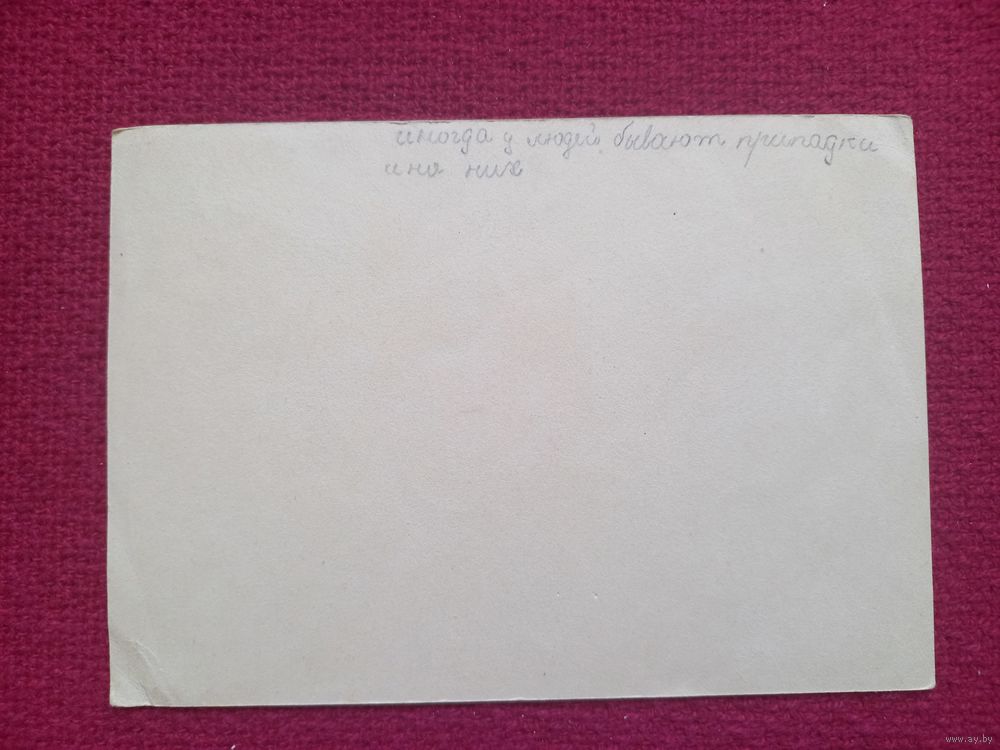 иногда у людей бывают припадки
и на них
www.ay.by